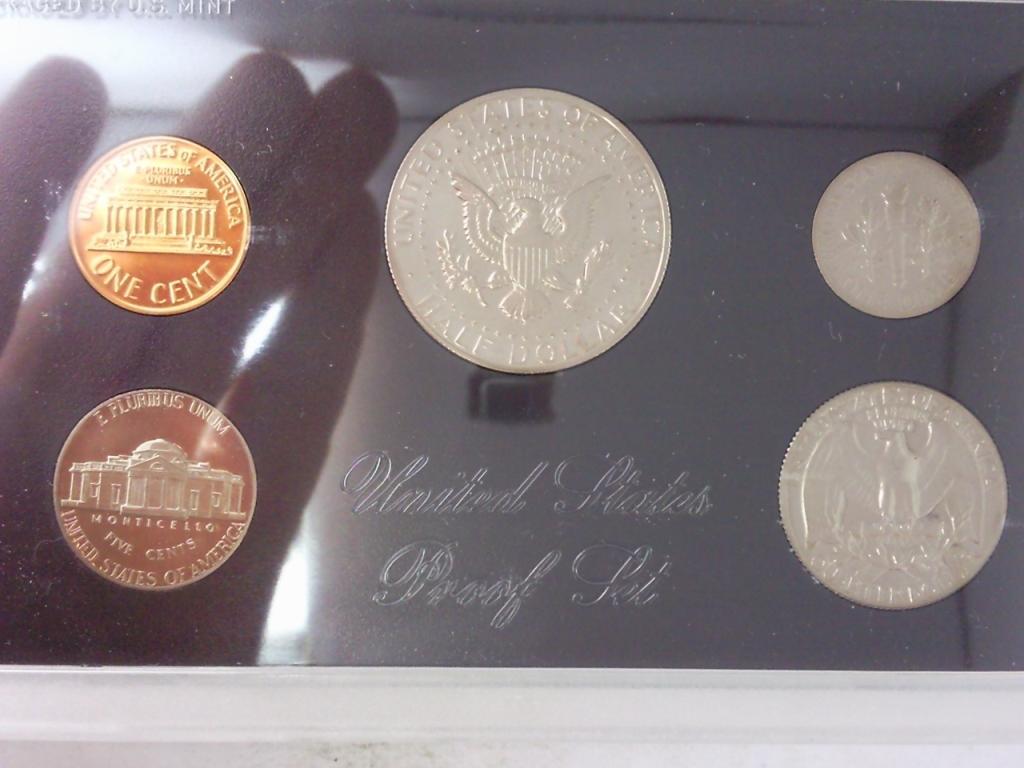 PACKAGED BY U.S. MINT
UNITED STATES OF AMERICA
E PLURIBUS
UNUM
ONE CENT
UNITED STATES OF AMERICA
HALF DOLLAR
E PLURIBUS UNUM
MONTICELLO
FIVE CENTS
UNITED STATES OF AMERICA
United States
Proof Set